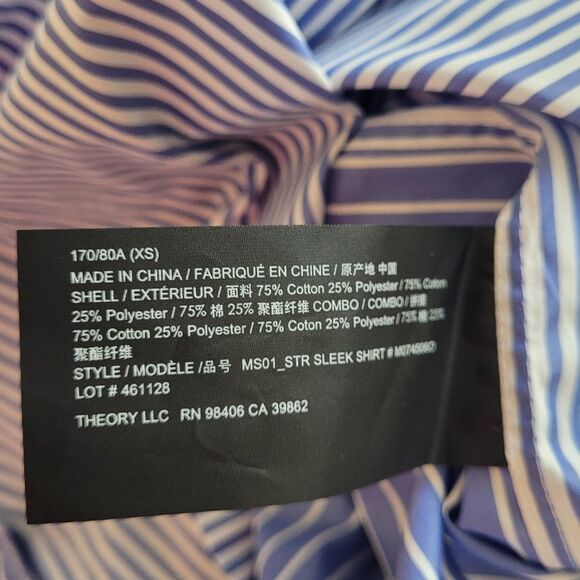 170/80A (XS)
MADE IN CHINA / FABRIQUÉ EN CHINE / 原产地 中国
SHELL / EXTÉRIEUR / 面料 75% Cotton 25% Polyester / 75% Coton
25% Polyester / 75% 棉 25% 聚酯纤维 COMBO / COMBO / 拼接
75% Cotton 25% Polyester / 75% Coton 25% Polyester / 75% 棉 25%
聚酯纤维
STYLE / MODÈLE /品号 MS01_STR SLEEK SHIRT #
LOT # 461128
THEORY LLC RN 98406 CA 39862